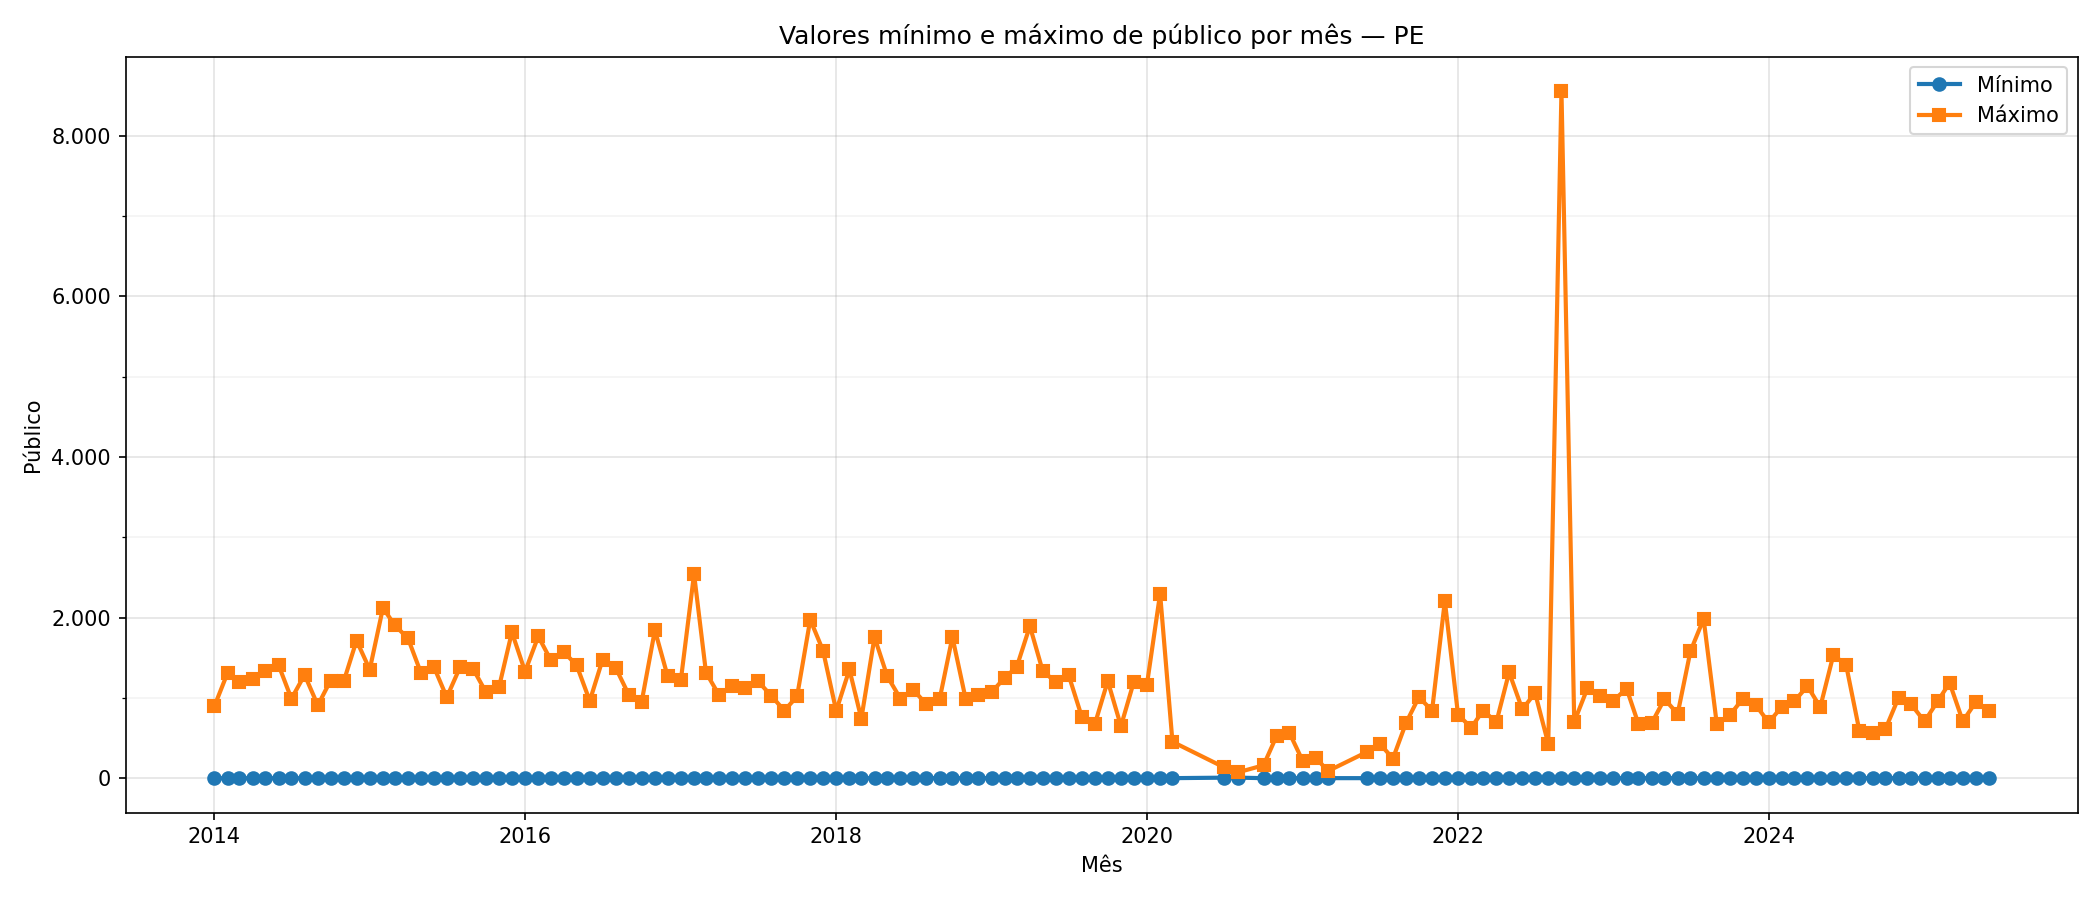 Valores mínimo e máximo de público por mês — PE
Mínimo
Máximo
Público
8.000
6.000
4.000
2.000
0
2014
2016
2018
2020
2022
2024
Mês